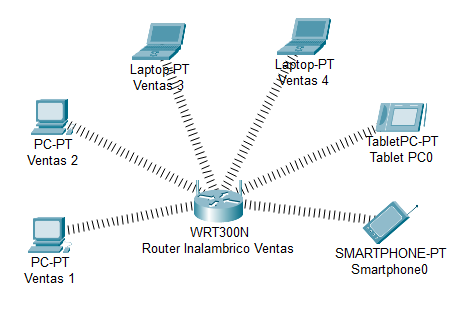 Laptop-PT
Ventas 3
Laptop-PT
Ventas 4
PC-PT
Ventas 2
TabletPC-PT
Tablet PC0
WRT300N
Router Inalambrico Ventas
PC-PT
Ventas 1
SMARTPHONE-PT
Smartphone0